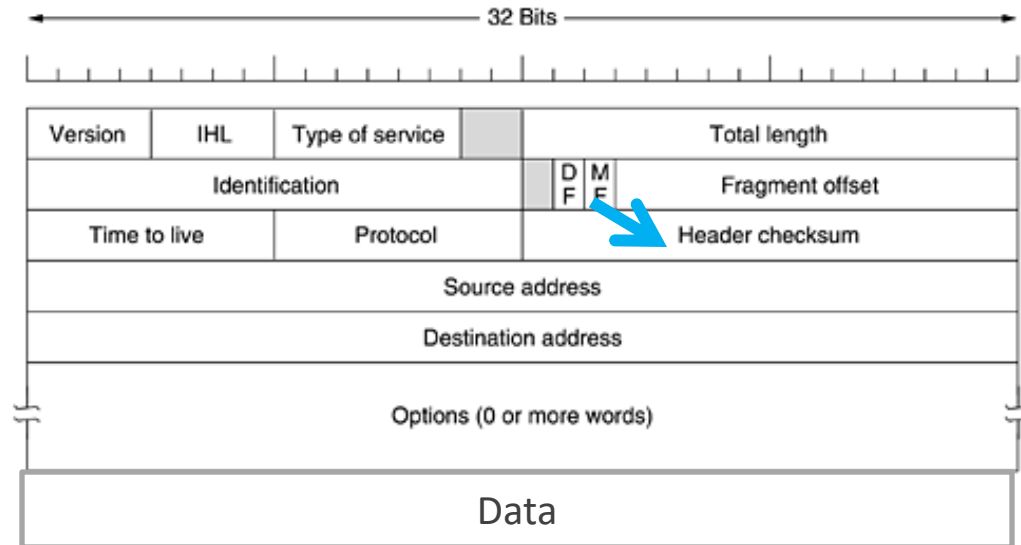 32 Bits
Version IHL Type of service Total length
Identification D F M F Fragment offset
Time to live Protocol Header checksum
Source address
Destination address
Options (0 or more words)
Data